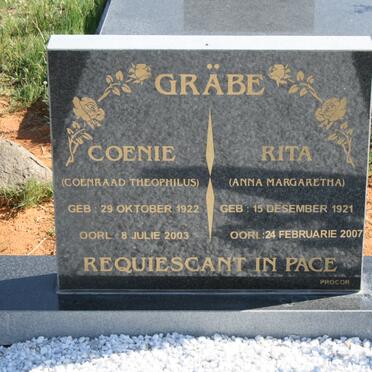 GRÄBE
COENIE
(COENRAAD THEOPHILUS)
GEB : 29 OKTOBER 1922
OORL : 8 JULIE 2003
RITA
(ANNA MARGARETHA)
GEB : 15 DESEMBER 1921
OORL: 24 FEBRUARIE 2007
REQUIESCANT IN PACE
PROCOR